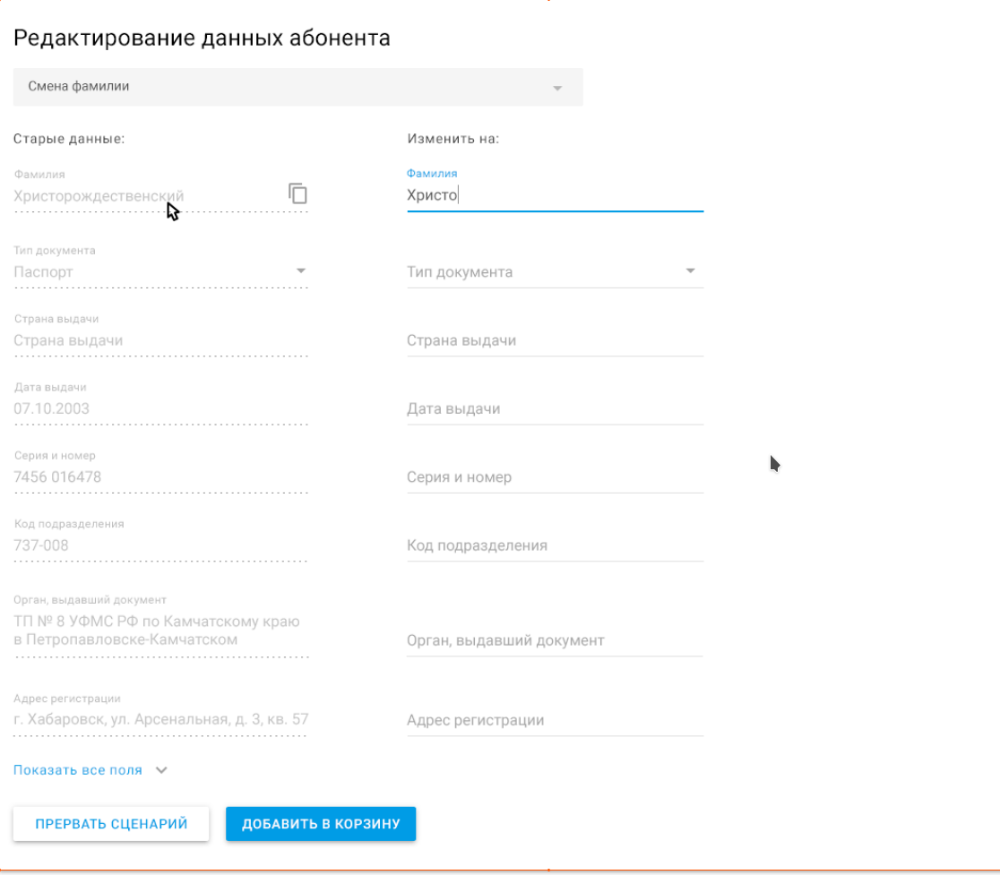 Редактирование данных абонента
Смена фамилии
Старые данные:
Изменить на:
Фамилия
Христорождественский
Фамилия
Христо
Тип документа
Паспорт
Тип документа
Страна выдачи
Страна выдачи
Страна выдачи
Дата выдачи
07.10.2003
Дата выдачи
Серия и номер
7456 016478
Серия и номер
Код подразделения
737-008
Код подразделения
Орган, выдавший документ
ТП № 8 УФМС РФ по Камчатскому краю
в Петропавловске-Камчатском
Орган, выдавший документ
Адрес регистрации
г. Хабаровск, ул. Арсенальная, д. 3, кв. 57
Адрес регистрации
Показать все поля
ПРЕРВАТЬ СЦЕНАРИЙ
ДОБАВИТЬ В КОРЗИНУ